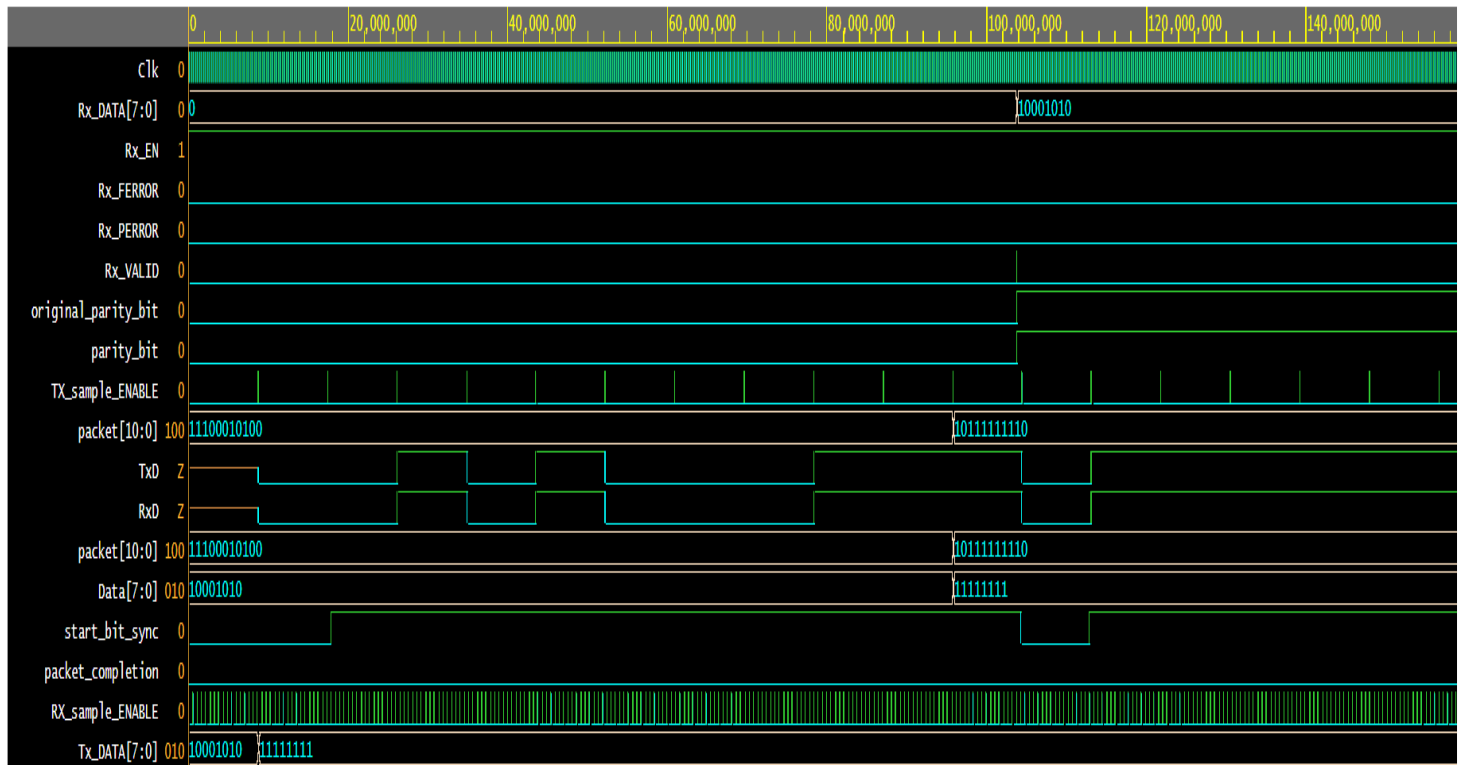 0 20,000,000 40,000,000 60,000,000 80,000,000 100,000,000 120,000,000 140,000,000
Clk 0
Rx_DATA[7:0] 0 0 10001010
Rx_EN 1
Rx_FERROR 0
Rx_PERROR 0
Rx_VALID 0
original_parity_bit 0
parity_bit 0
TX_sample_ENABLE 0
packet[10:0] 100 11100010100 10111111110
TxD Z
RxD Z
packet[10:0] 100 11100010100 10111111110
Data[7:0] 010 10001010 11111111
start_bit_sync 0
packet_completion 0
RX_sample_ENABLE 0
Tx_DATA[7:0] 010 10001010 11111111